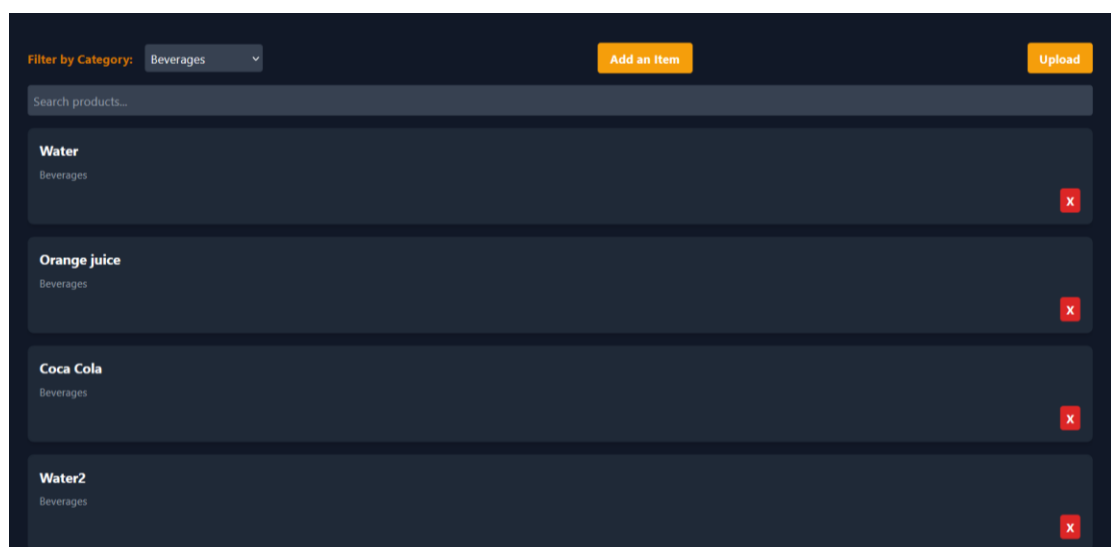 Filter by Category: Beverages Add an Item Upload
Search products...
Water
Beverages
X
Orange juice
Beverages
X
Coca Cola
Beverages
X
Water2
Beverages
X